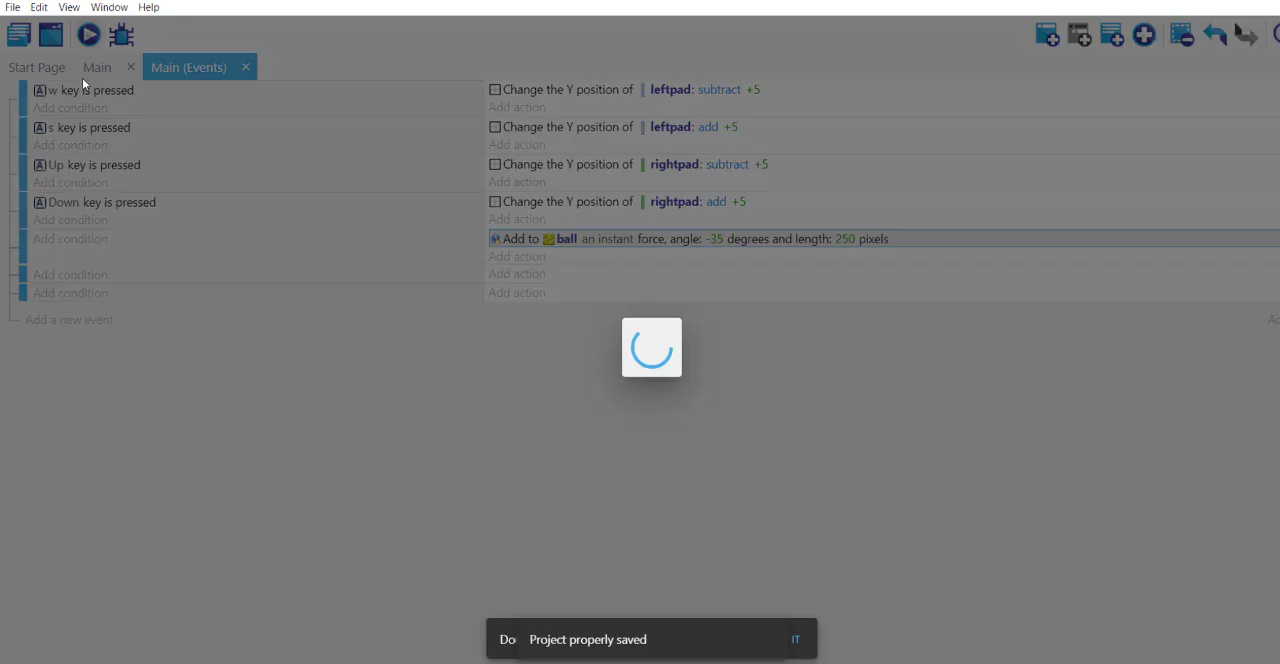 File Edit View Window Help
Start Page Main × Main (Events) ×
w key is pressed Change the Y position of leftpad: subtract +5
Add condition Add action
s key is pressed Change the Y position of leftpad: add +5
Add condition Add action
Up key is pressed Change the Y position of rightpad: subtract +5
Add condition Add action
Down key is pressed Change the Y position of rightpad: add +5
Add condition Add action
Add condition Add to ball an instant force, angle: -35 degrees and length: 250 pixels
Add action
Add condition Add action
Add condition Add action
Add a new event
Project properly saved IT